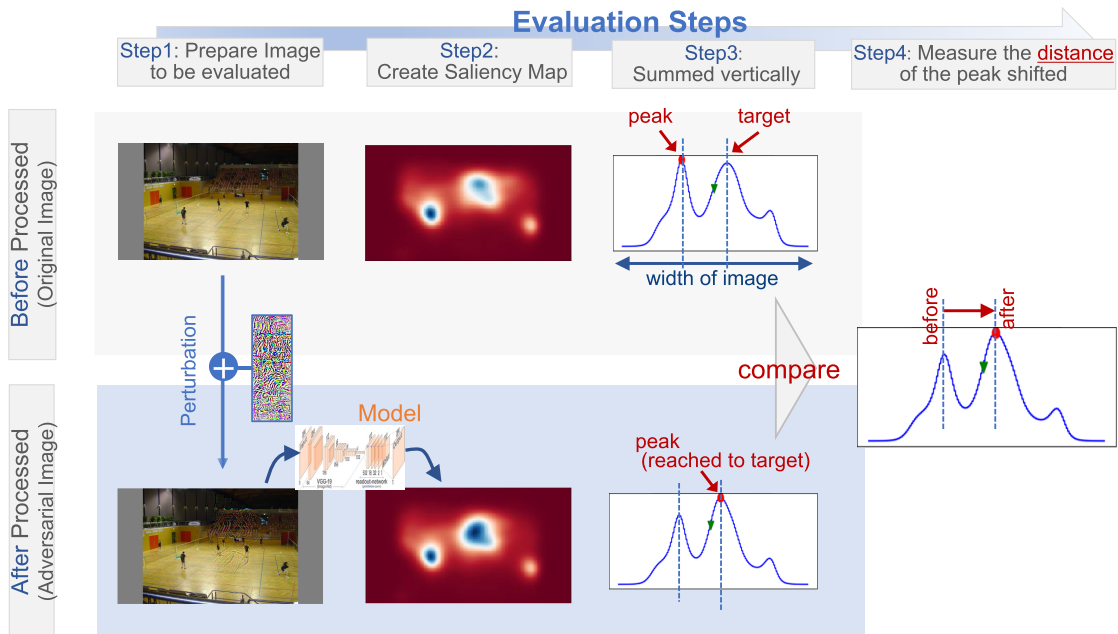 Evaluation Steps
Step1: Prepare Image
to be evaluated
Step2:
Create Saliency Map
Step3:
Summed vertically
Step4: Measure the distance
of the peak shifted
Before Processed
(Original Image)
peak
target
width of image
Perturbation
before
after
compare
After Processed
(Adversarial Image)
Model
VGG-19
readout-network
peak
(reached to target)